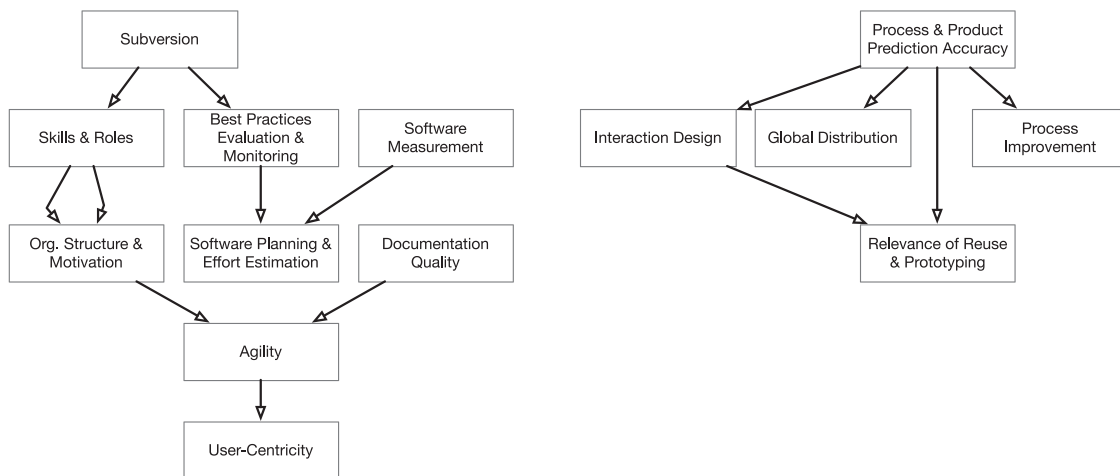 Subversion
Process & Product
Prediction Accuracy
Skills & Roles
Best Practices
Evaluation &
Monitoring
Software
Measurement
Interaction Design
Global Distribution
Process
Improvement
Org. Structure &
Motivation
Software Planning &
Effort Estimation
Documentation
Quality
Relevance of Reuse
& Prototyping
Agility
User-Centricity